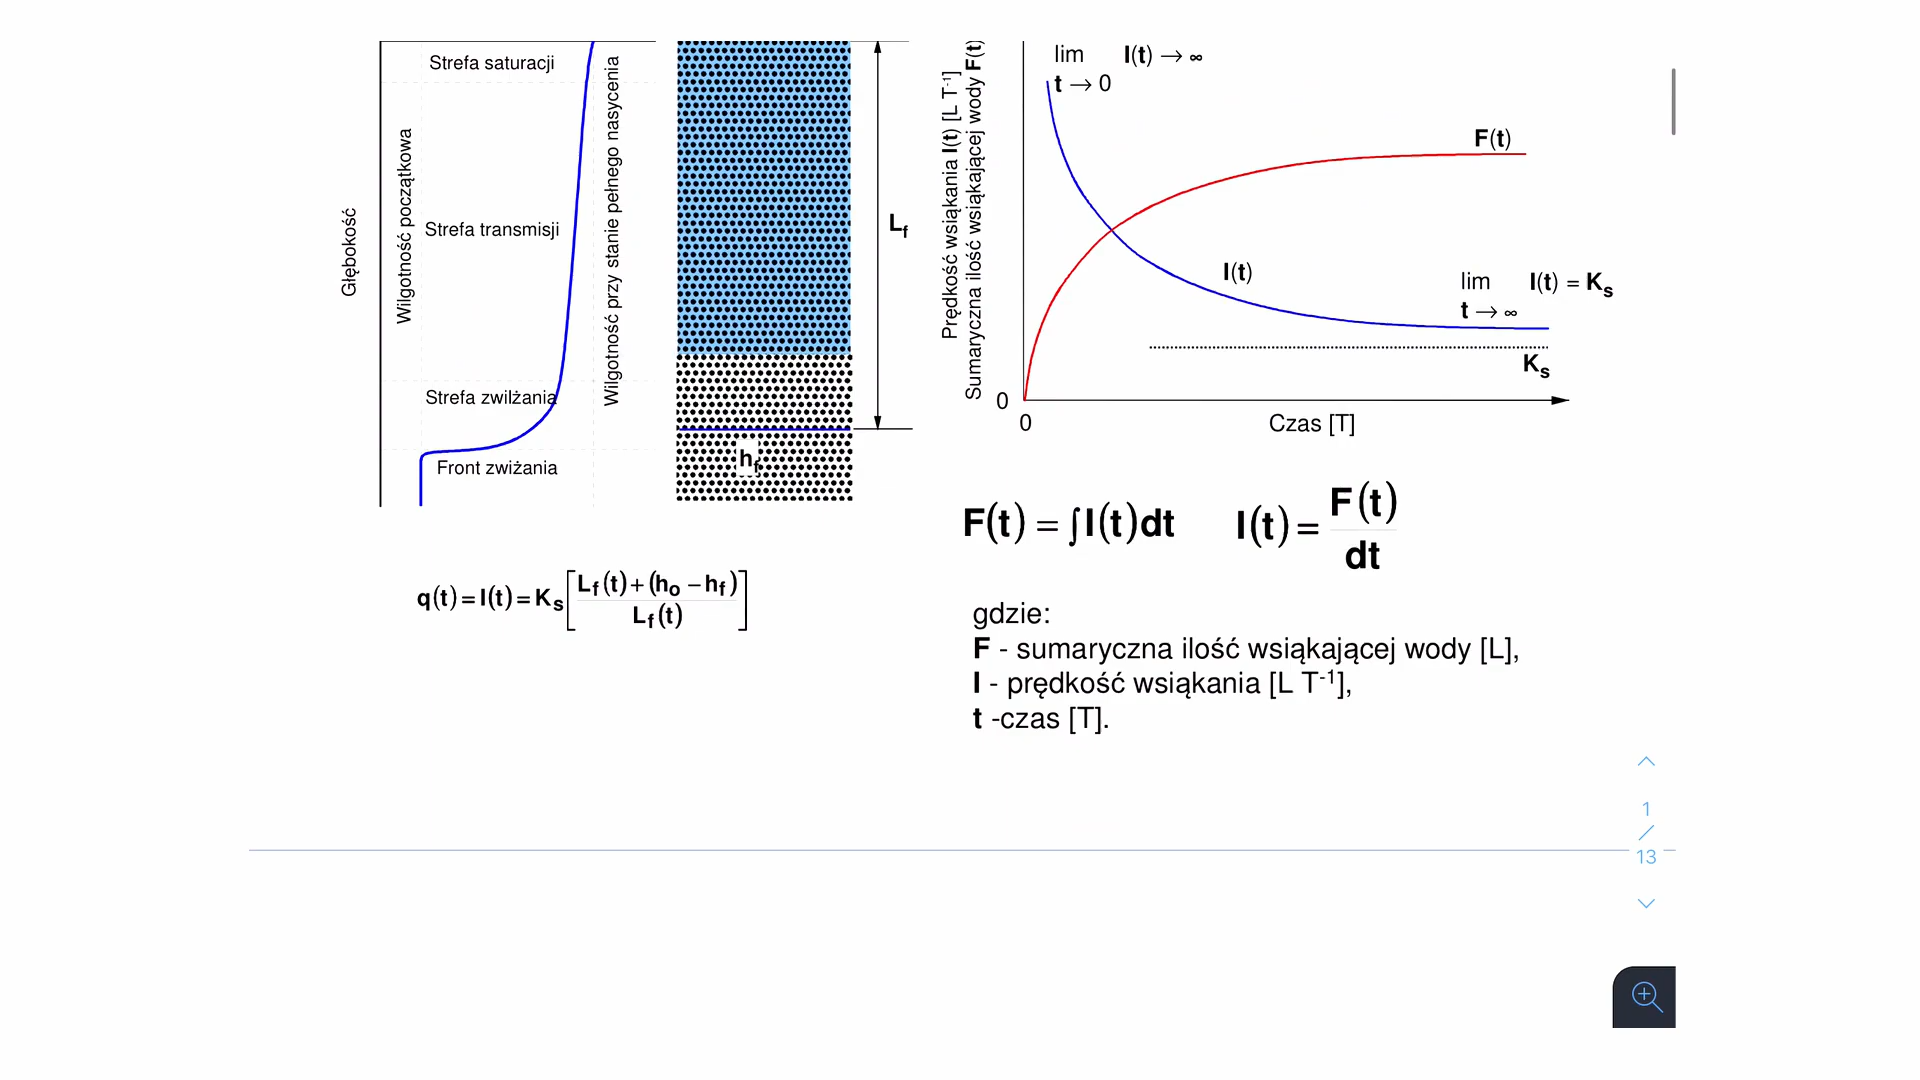 Głębokość
Wilgotność początkowa
Strefa saturacji
Strefa transmisji
Strefa zwilżania
Front zwiżania
Wilgotność przy stanie pełnego nasycenia
Lf
hf
q(t) = I(t) = Ks [ Lf(t) + (ho − hf) / Lf(t) ]
Prędkość wsiąkania I(t) [L T-1]
Sumaryczna ilość wsiąkającej wody F(t)
lim I(t) → ∞
t → 0
F(t)
I(t)
lim I(t) = Ks
t → ∞
Ks
0
0
Czas [T]
F(t) = ∫I(t)dt I(t) = F(t) / dt
gdzie:
F - sumaryczna ilość wsiąkającej wody [L],
I - prędkość wsiąkania [L T-1],
t -czas [T].
1
/
13